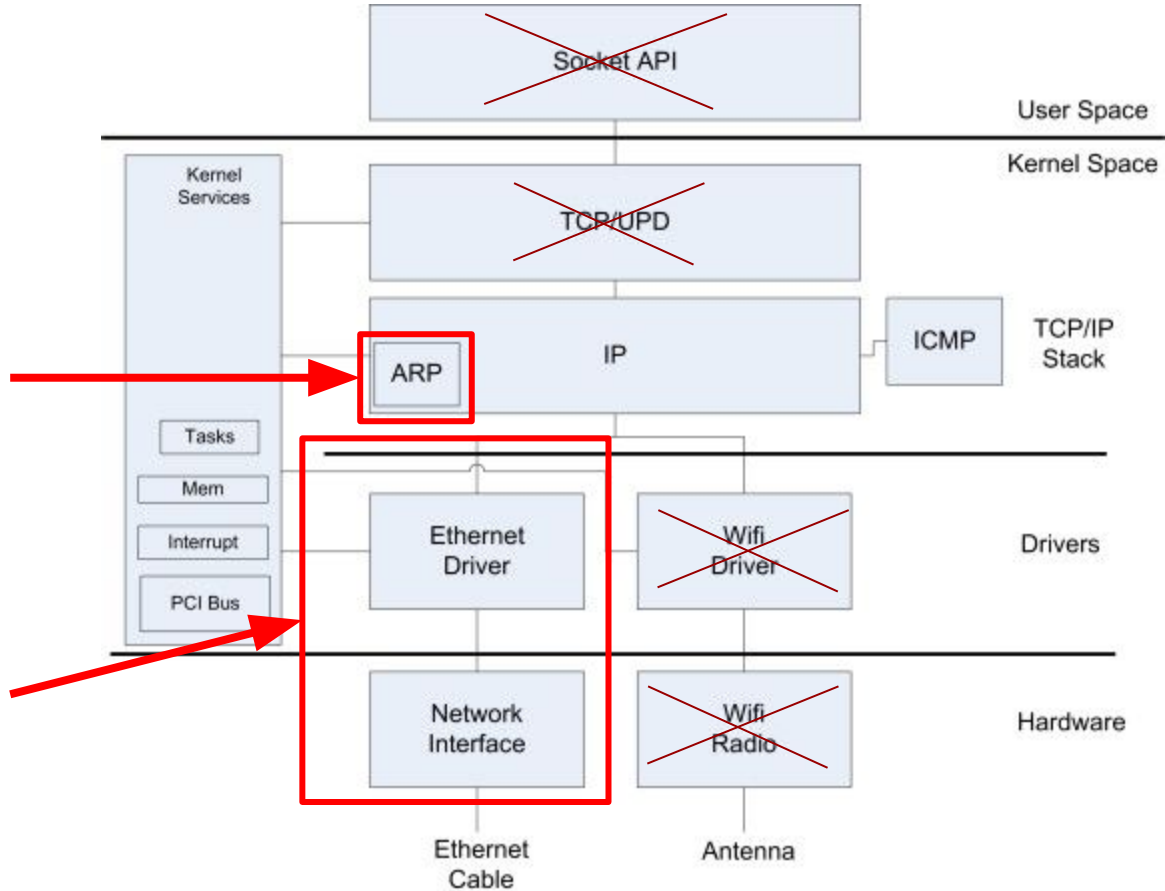 Socket API
User Space
Kernel Space
Kernel
Services
TCP/UPD
IP
ARP
ICMP
TCP/IP
Stack
Tasks
Mem
Interrupt
PCI Bus
Ethernet
Driver
Wifi
Driver
Drivers
Network
Interface
Wifi
Radio
Hardware
Ethernet
Cable
Antenna